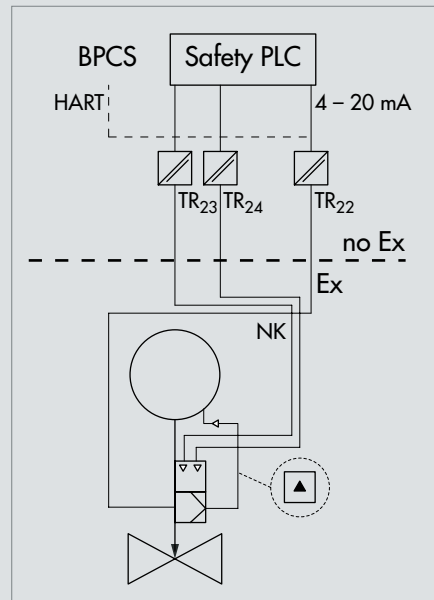 BPCS
Safety PLC
HART
4 – 20 mA
TR23
TR24
TR22
no Ex
Ex
NK